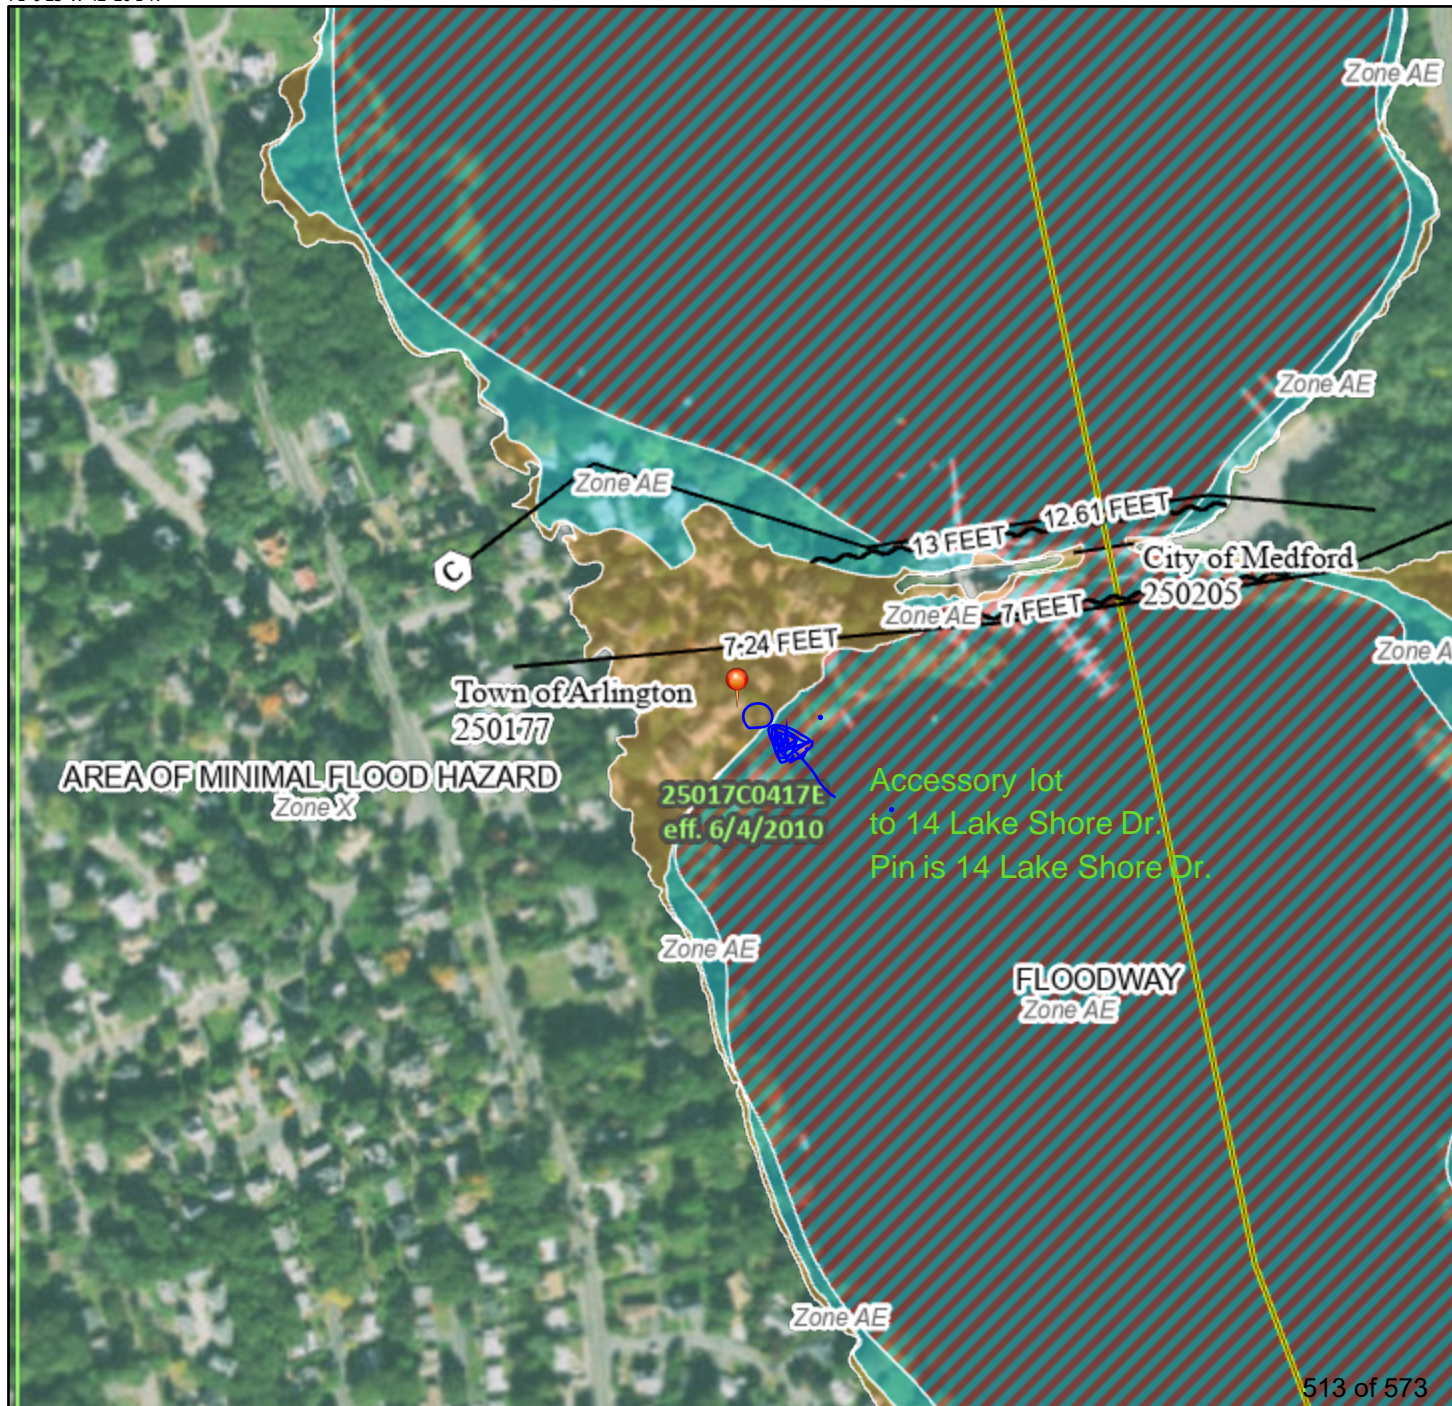 Zone AE
Zone AE
Zone AE
12.61 FEET
13 FEET
C
City of Medford
250205
Zone AE
7 FEET
7.24 FEET
Zone A
Town of Arlington
250177
AREA OF MINIMAL FLOOD HAZARD
Zone X
25017C0417E
eff. 6/4/2010
Accessory lot
to 14 Lake Shore Dr.
Pin is 14 Lake Shore Dr.
Zone AE
FLOODWAY
Zone AE
Zone AE
513 of 573